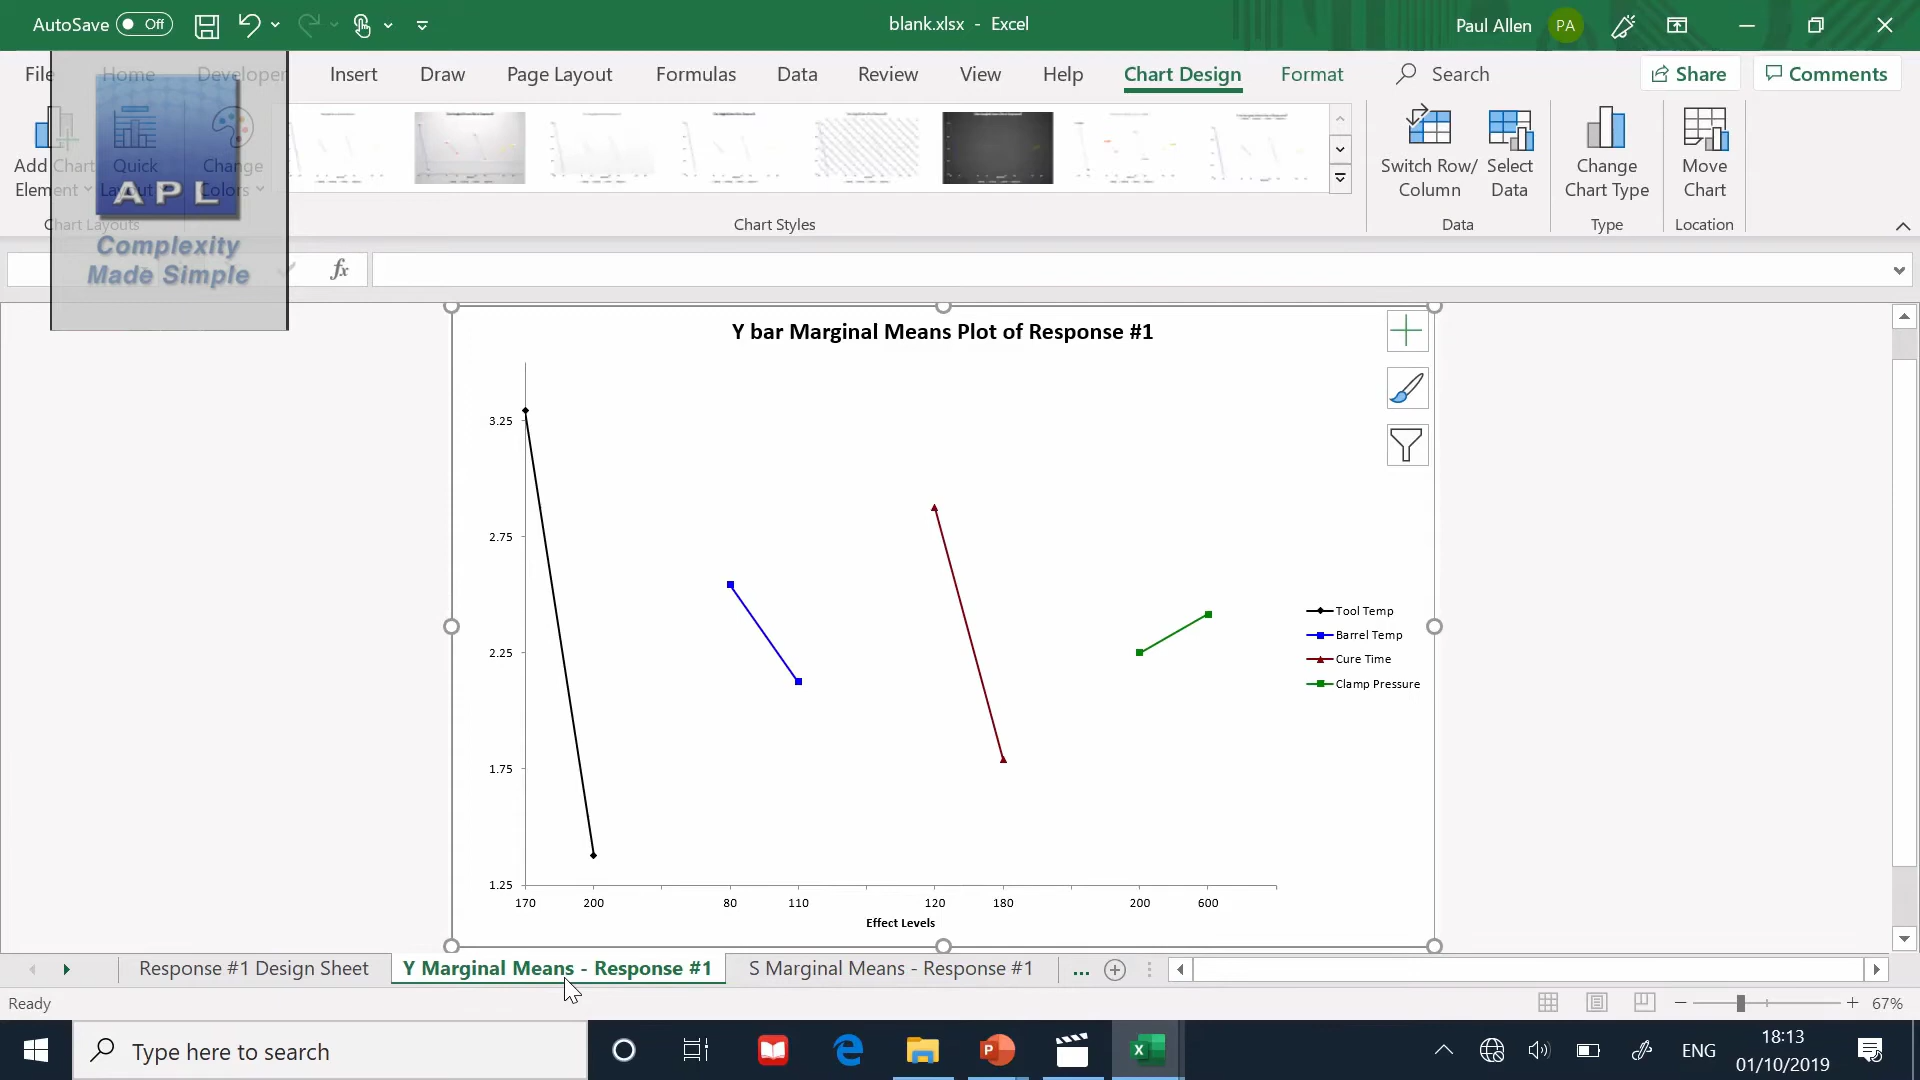 AutoSave Off
blank.xlsx - Excel
Paul Allen PA
File Home Developer Insert Draw Page Layout Formulas Data Review View Help Chart Design Format Search Share Comments
Add Chart Element
Quick Layout
Change Colors
Switch Row/ Column
Select Data
Change Chart Type
Move Chart
Chart Layouts
Chart Styles
Data
Type
Location
APL
Complexity
Made Simple
fx
Y bar Marginal Means Plot of Response #1
3.25
2.75
2.25
1.75
1.25
170 200 80 110 120 180 200 600
Effect Levels
Tool Temp
Barrel Temp
Cure Time
Clamp Pressure
Response #1 Design Sheet
Y Marginal Means - Response #1
S Marginal Means - Response #1
...
Ready
67%
Type here to search
ENG
18:13
01/10/2019